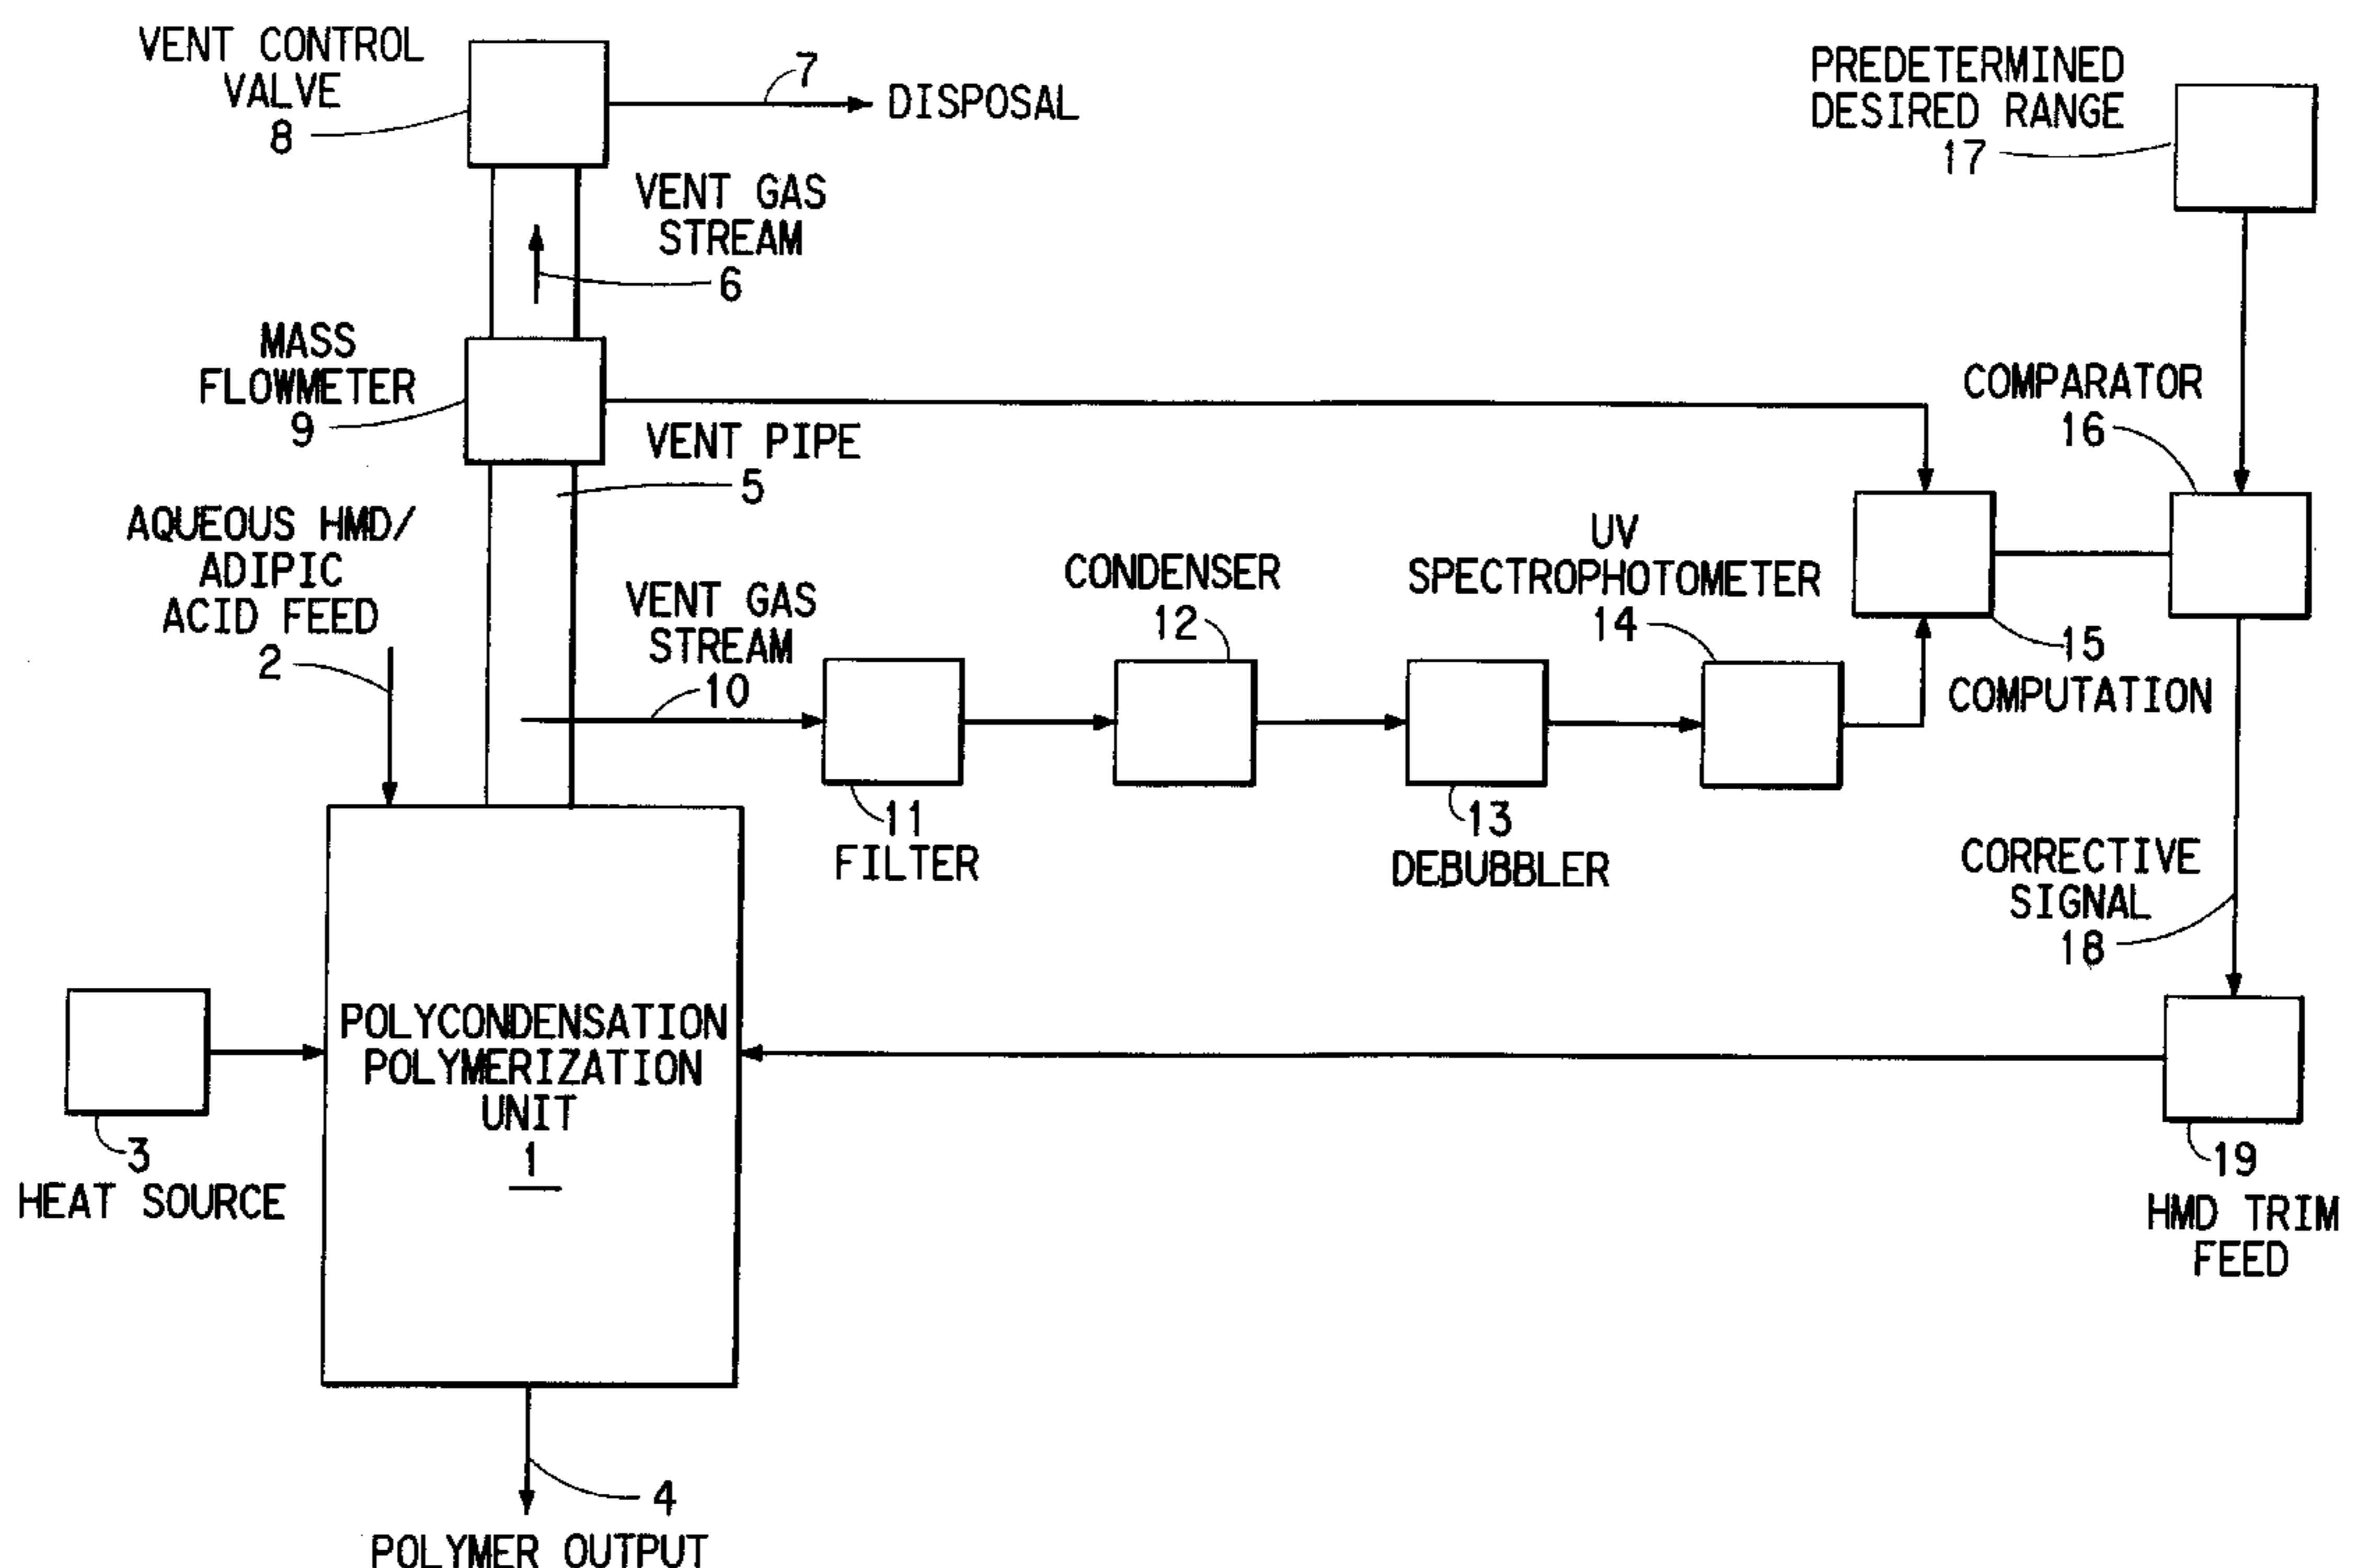 VENT CONTROL
VALVE
8
7
DISPOSAL
PREDETERMINED
DESIRED RANGE
17
VENT GAS
STREAM
6
MASS
FLOWMETER
9
VENT PIPE
5
COMPARATOR
16
AQUEOUS HMD/
ADIPIC
ACID FEED
2
VENT GAS
STREAM
10
CONDENSER
12
UV
SPECTROPHOTOMETER
14
15
COMPUTATION
11
FILTER
13
DEBUBBLER
CORRECTIVE
SIGNAL
18
POLYCONDENSATION
POLYMERIZATION
UNIT
1
3
HEAT SOURCE
19
HMD TRIM
FEED
4
POLYMER OUTPUT